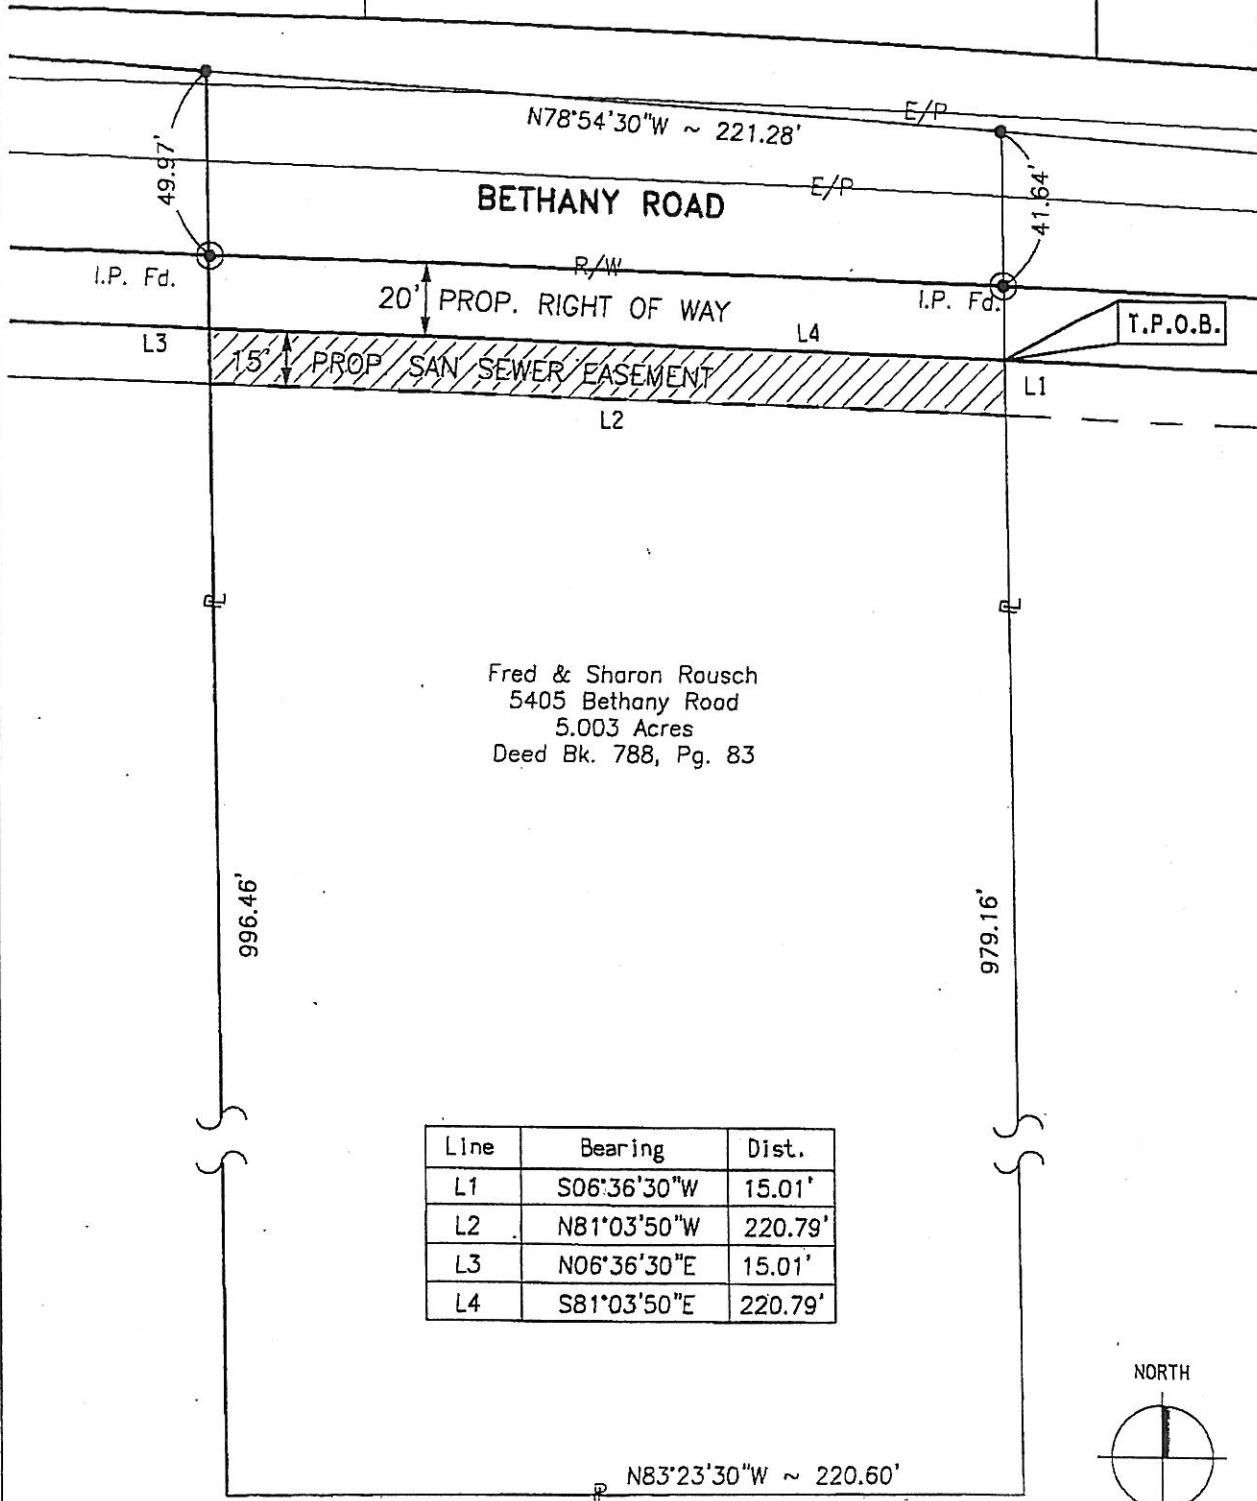 E/P
N78°54'30"W ~ 221.28'
49.97'
E/P
41.64'
BETHANY ROAD
R/W
I.P. Fd.
20' PROP. RIGHT OF WAY
I.P. Fd.
T.P.O.B.
L3
L4
15' PROP SAN SEWER EASEMENT
L1
L2
PL
PL
Fred & Sharon Rausch
5405 Bethany Road
5.003 Acres
Deed Bk. 788, Pg. 83
996.46'
979.16'
Line Bearing Dist.
L1 S06°36'30"W 15.01'
L2 N81°03'50"W 220.79'
L3 N06°36'30"E 15.01'
L4 S81°03'50"E 220.79'
NORTH
N83°23'30"W ~ 220.60'
PL